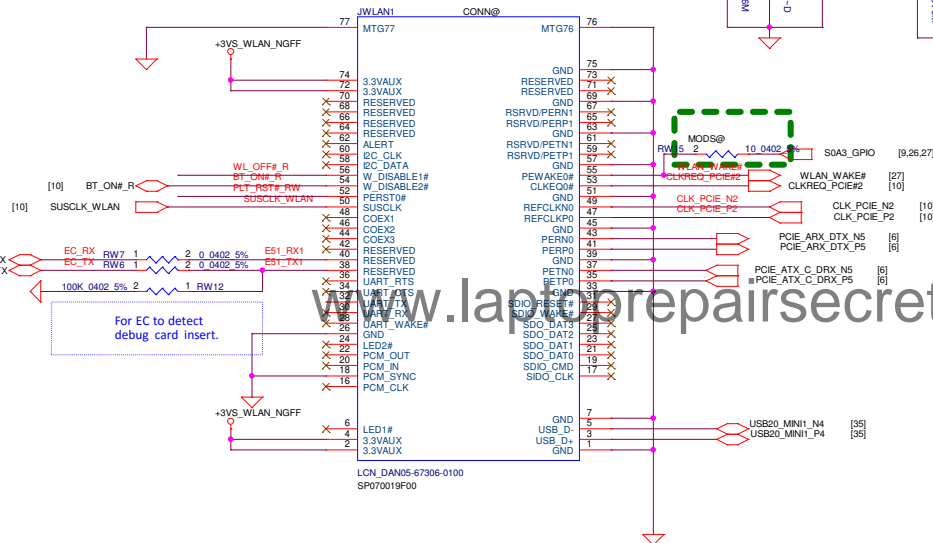 JWLAN1
CONN@
77
MTG77
MTG76
76
+3VS_WLAN_NGFF
74
3.3VAUX
72
3.3VAUX
70
RESERVED
68
RESERVED
66
RESERVED
64
RESERVED
62
ALERT
60
I2C_CLK
58
I2C_DATA
WL_OFF#_R
56
W_DISABLE1#
[10]
BT_ON#_R
BT_ON#_R
54
W_DISABLE2#
PLT_RST#_RW
52
PERST0#
[10]
SUSCLK_WLAN
SUSCLK_WLAN
50
SUSCLK
48
COEX1
46
COEX2
44
COEX3
42
RESERVED
X
EC_RX
RW7
1
2
0_0402_5%
E51_RX1
40
RESERVED
TX
EC_TX
RW6
1
2
0_0402_5%
E51_TX1
38
RESERVED
36
UART_RTS
100K_0402_5%
2
1
RW12
34
UART_CTS
32
UART_TX
30
UART_RX
28
UART_WAKE#
26
GND
24
LED2#
22
PCM_OUT
20
PCM_IN
18
PCM_SYNC
16
PCM_CLK
For EC to detect
debug card insert.
+3VS_WLAN_NGFF
6
LED1#
4
3.3VAUX
2
3.3VAUX
GND
75
RESERVED
73
RESERVED
71
GND
69
RSRVD/PERN1
67
RSRVD/PERP1
65
GND
63
RSRVD/PETN1
61
RSRVD/PETP1
59
GND
57
PEWAKE0#
55
CLKEQ0#
53
GND
51
REFCLKN0
49
REFCLKP0
47
GND
45
PERN0
43
PERP0
41
GND
39
PETN0
37
PETP0
35
GND
33
SDIO_RESET#
31
SDIO_WAKE#
29
SDO_DAT3
27
SDO_DAT2
25
SDO_DAT1
23
SDO_DAT0
21
SDIO_CMD
19
SIDO_CLK
17
GND
7
USB_D-
5
USB_D+
3
GND
1
MODS@
RW15
2
1
0_0402_5%
S0A3_GPIO
[9,26,27]
WLAN_WAKE#
WLAN_WAKE#
[27]
CLKREQ_PCIE#2
CLKREQ_PCIE#2
[10]
CLK_PCIE_N2
CLK_PCIE_N2
[10]
CLK_PCIE_P2
CLK_PCIE_P2
[10]
PCIE_ARX_DTX_N5
[6]
PCIE_ARX_DTX_P5
[6]
PCIE_ATX_C_DRX_N5
[6]
PCIE_ATX_C_DRX_P5
[6]
USB20_MINI1_N4
[35]
USB20_MINI1_P4
[35]
LCN_DAN05-67306-0100
SP070019F00
www.laptoprepairsecret